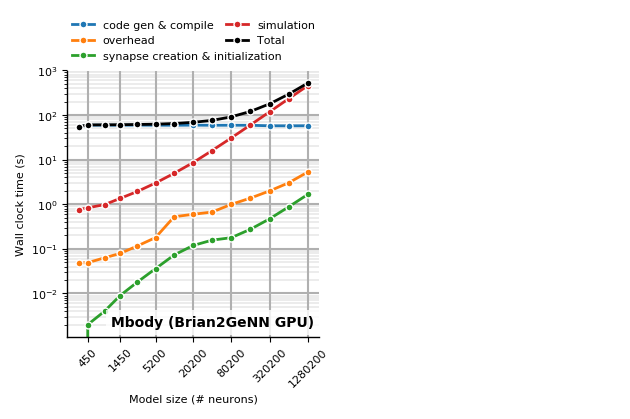 code gen & compile
overhead
synapse creation & initialization
simulation
Total
Wall clock time (s)
10³
10²
10¹
10⁰
10⁻¹
10⁻²
Mbody (Brian2GeNN GPU)
450
1450
5200
20200
80200
320200
1280200
Model size (# neurons)